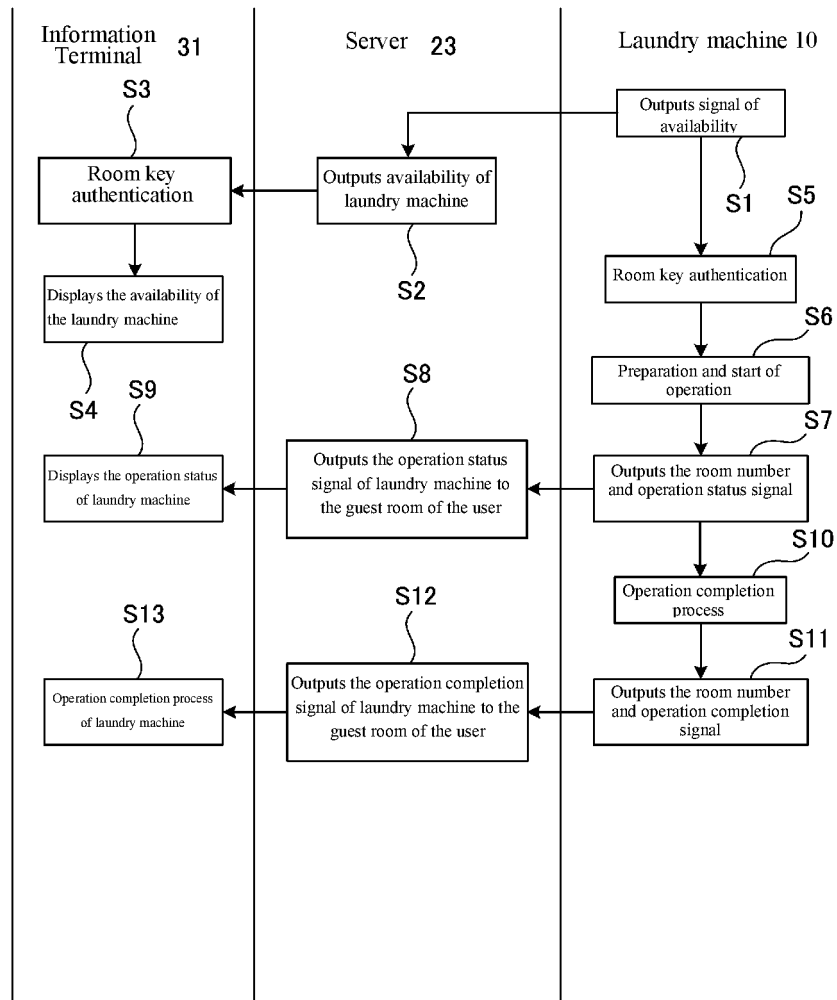 Information
Terminal 31
Server 23
Laundry machine 10
S3
Outputs signal of
availability
S1
Room key
authentication
Outputs availability of
laundry machine
S2
S5
Room key authentication
Displays the availability of
the laundry machine
S4
S6
Preparation and start of
operation
S9
S8
S7
Displays the operation status
of laundry machine
Outputs the operation status
signal of laundry machine to
the guest room of the user
Outputs the room number
and operation status signal
S10
Operation completion
process
S13
S12
S11
Operation completion process
of laundry machine
Outputs the operation completion
signal of laundry machine to the
guest room of the user
Outputs the room number
and operation completion
signal